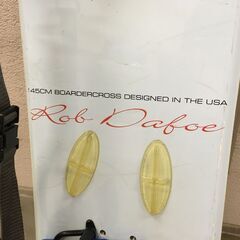 145CM BOARDERCROSS DESIGNED IN THE USA
Rob Dafoe